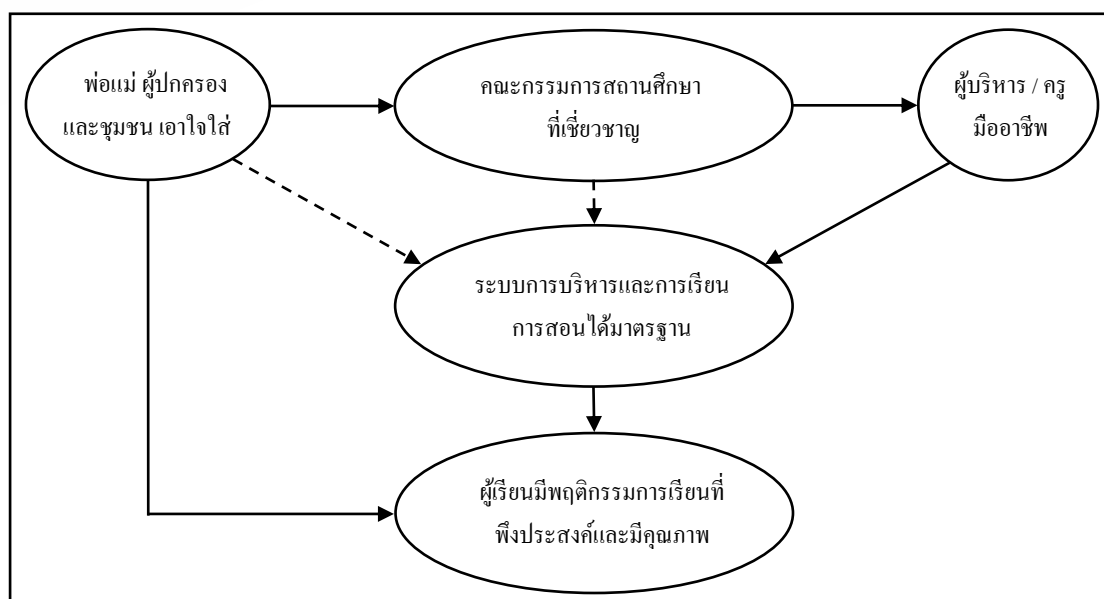 พ่อแม่ ผู้ปกครอง
และชุมชน เอาใจใส่
คณะกรรมการสถานศึกษา
ที่เชี่ยวชาญ
ผู้บริหาร / ครู
มืออาชีพ
ระบบการบริหารและการเรียน
การสอนได้มาตรฐาน
ผู้เรียนมีพฤติกรรมการเรียนที่
พึงประสงค์และมีคุณภาพ